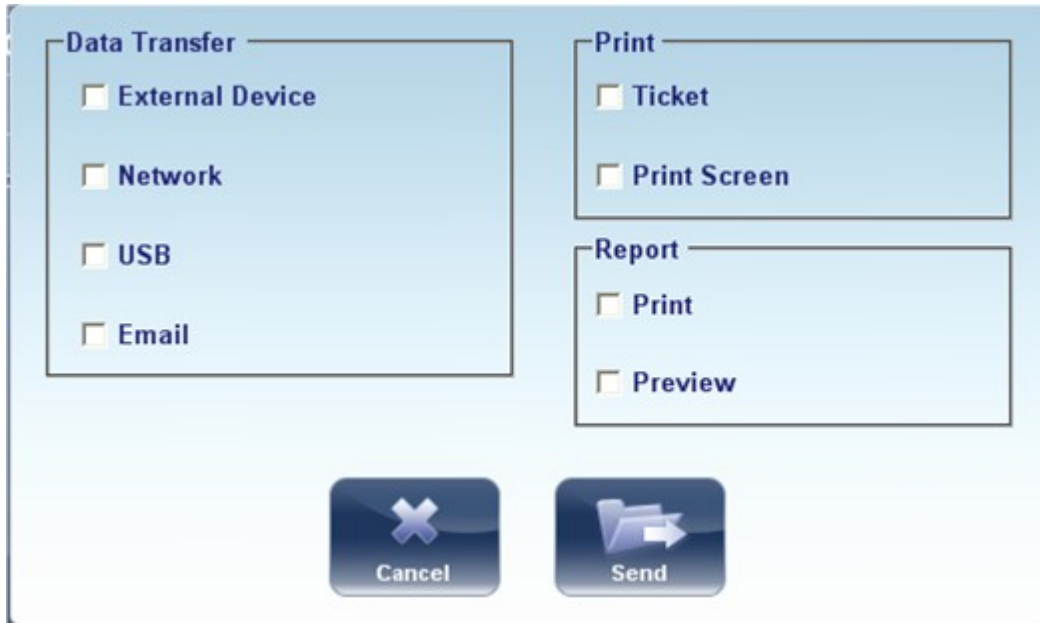 Data Transfer
External Device
Network
USB
Email
Print
Ticket
Print Screen
Report
Print
Preview
Cancel
Send